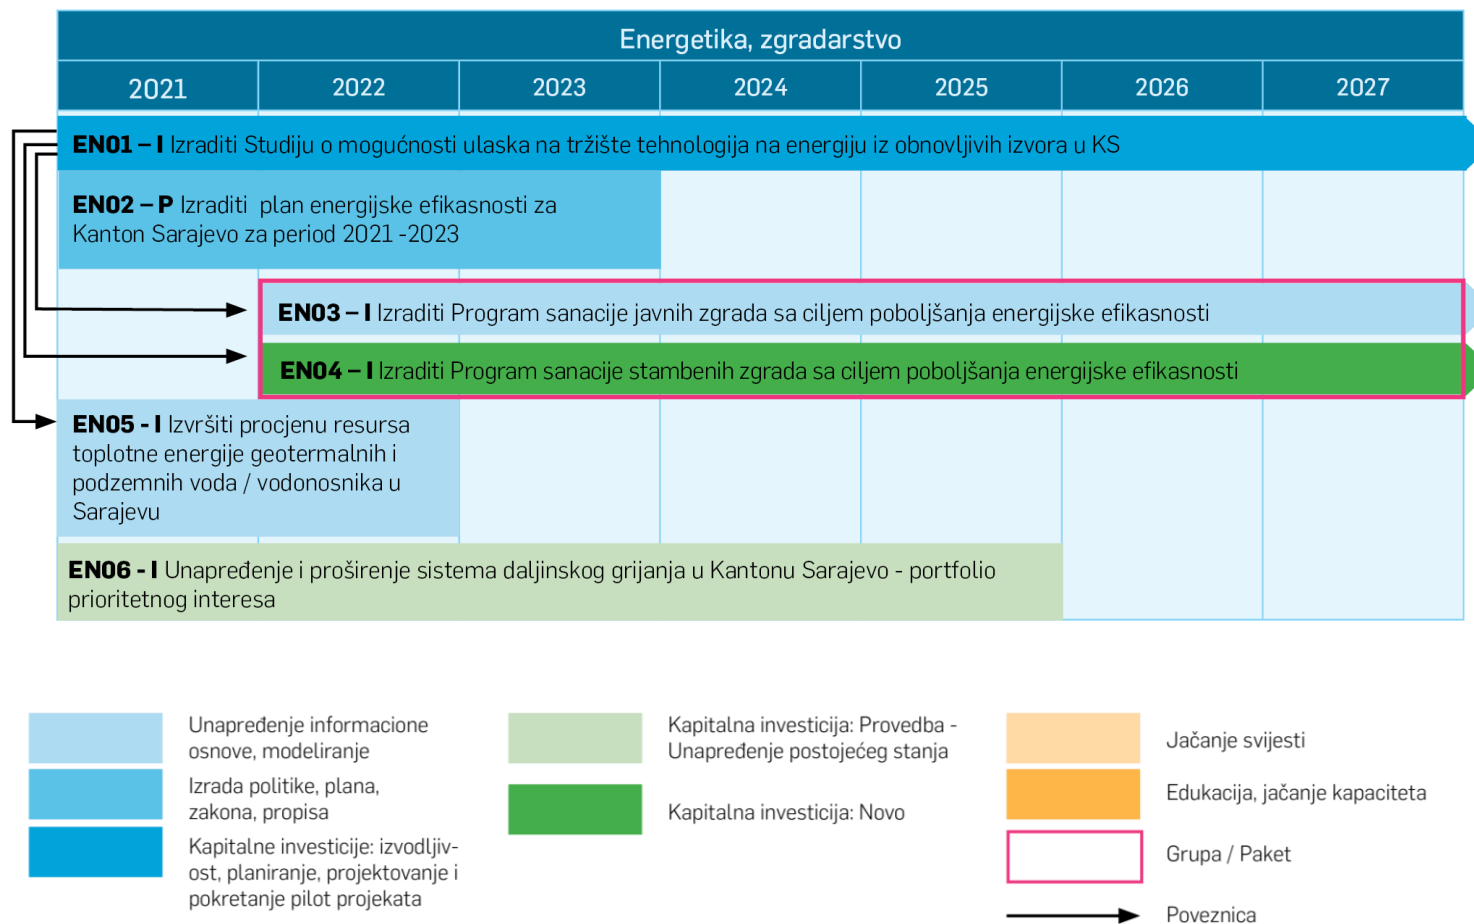 Energetika, zgradarstvo
2021 2022 2023 2024 2025 2026 2027
EN01 – I Izraditi Studiju o mogućnosti ulaska na tržište tehnologija na energiju iz obnovljivih izvora u KS
EN02 – P Izraditi plan energijske efikasnosti za
Kanton Sarajevo za period 2021 -2023
EN03 – I Izraditi Program sanacije javnih zgrada sa ciljem poboljšanja energijske efikasnosti
EN04 – I Izraditi Program sanacije stambenih zgrada sa ciljem poboljšanja energijske efikasnosti
EN05 - I Izvršiti procjenu resursa
toplotne energije geotermalnih i
podzemnih voda / vodonosnika u
Sarajevu
EN06 - I Unapređenje i proširenje sistema daljinskog grijanja u Kantonu Sarajevo - portfolio
prioritetnog interesa
Unapređenje informacione
osnove, modeliranje
Izrada politike, plana,
zakona, propisa
Kapitalne investicije: izvodljiv-
ost, planiranje, projektovanje i
pokretanje pilot projekata
Kapitalna investicija: Provedba -
Unapređenje postojećeg stanja
Kapitalna investicija: Novo
Jačanje svijesti
Edukacija, jačanje kapaciteta
Grupa / Paket
Poveznica